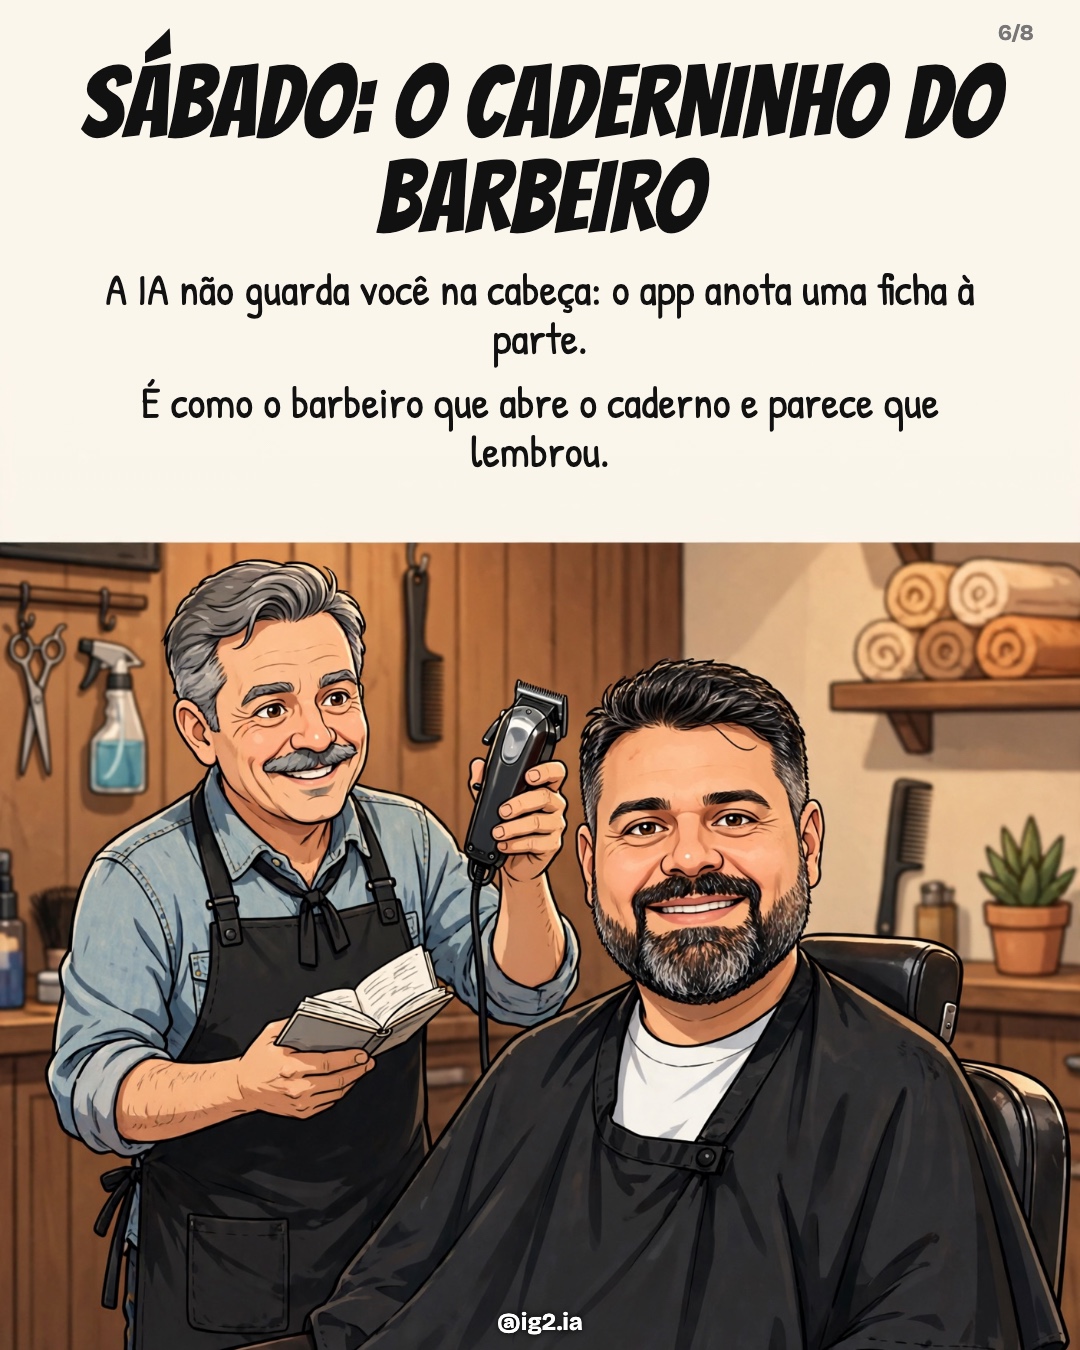 6/8
SÁBADO: O CADERNINHO DO
BARBEIRO
A IA não guarda você na cabeça: o app anota uma ficha à
parte.
É como o barbeiro que abre o caderno e parece que
lembrou.
@ig2.ia